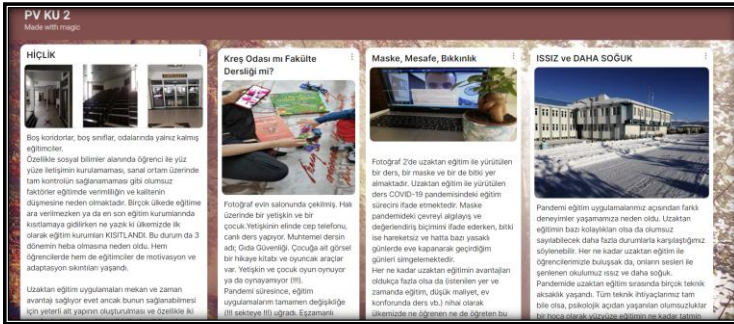 PV KU 2
Made with magic
HİÇLİK
Boş koridorlar, boş sınıflar, odalarında yalnız kalmış
eğitimciler.
Özellikle sosyal bilimler alanında öğrenci ile yüz
yüze iletişimin kurulamaması, sanal ortam üzerinde
tam kontrolün sağlanamaması gibi olumsuz
faktörler eğitimde verimliliğin ve kalitenin
düşmesine neden olmaktadır. Birçok ülkede eğitime
ara verilmezken ya da en son eğitim kurumlarında
kısıtlamaya gidilirken ne yazık ki ülkemizde ilk
olarak eğitim kurumları KISITLANDI. Bu durum da 3
dönemin heba olmasına neden oldu. Hem
öğrencilerde hem de eğitimciler de motivasyon ve
adaptasyon sıkıntıları yaşandı.
Uzaktan eğitim uygulamaları mekan ve zaman
avantajı sağlıyor evet ancak bunun sağlanabilmesi
için yeterli alt yapının oluşturulması ve özellikle iki
Kreş Odası mı Fakülte
Dersliği mi?
Fotoğraf evin salonunda çekilmiş. Halı
üzerinde bir yetişkin ve bir
çocuk.Yetişkinin elinde cep telefonu,
canlı ders yapıyor. Muhtemel dersin
adı; Gıda Güvenliği. Çocuğa ait görsel
bir hikaye kitabı ve oyuncak araçlar
var. Yetişkin ve çocuk oyun oynuyor
ya da oynayamıyor (!!!).
Pandemi süresince, eğitim
uygulamalarım tamamen değişikliğe
(!!! sekteye !!!) uğradı. Eşzamanlı
Maske, Mesafe, Bıkkınlık
Fotoğraf 2'de uzaktan eğitim ile yürütülen
bir ders, bir maske ve bir de bitki yer
almaktadır. Uzaktan eğitim ile yürütülen
ders COVID-19 pandemisindeki eğitim
sürecini ifade etmektedir. Maske
pandemideki çevreyi algılayış ve
değerlendiriş biçimini ifade ederken, bitki
ise hareketsiz ve hatta bazı yasaklı
günlerde eve kapanarak geçirdiğim
günleri simgelemektedir.
Her ne kadar uzaktan eğitimin avantajları
oldukça fazla olsa da (istenilen yer ve
zamanda eğitim, düşük maliyet, ev
konforunda ders vb.) nihai olarak
ülkemizde ne öğrenen ne de öğreten bu
ISSIZ ve DAHA SOĞUK
Pandemi eğitim uygulamalarımız açısından farklı
deneyimler yaşamamıza neden oldu. Uzaktan
eğitimin bazı kolaylıkları olsa da olumsuz
sayılabilecek daha fazla durumlarla karşılaştığımız
söylenebilir. Her ne kadar uzaktan eğitim ile
öğrencilerimizle buluşsak da, onların sesleri ile
şenlenen okulumuz ıssız ve daha soğuk.
Pandemide uzaktan eğitim sırasında birçok teknik
aksaklık yaşandı. Tüm teknik ihtiyaçlarımız tam
bile olsa, psikolojik açıdan yaşanılan olumsuzluklar
bir hoca olarak yüzyüze eğitimin ne kadar tatmin